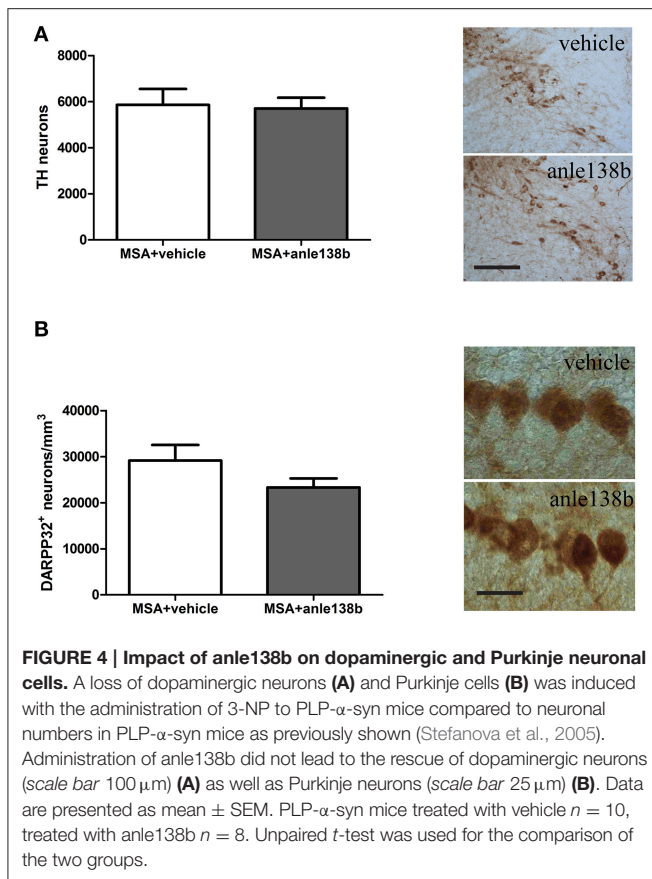 A
8000
6000
4000
2000
0
TH neurons
MSA+vehicle MSA+anle138b
vehicle
anle138b
B
40000
30000
20000
10000
0
DARPP32⁺ neurons/mm³
MSA+vehicle MSA+anle138b
vehicle
anle138b
FIGURE 4 | Impact of anle138b on dopaminergic and Purkinje neuronal
cells. A loss of dopaminergic neurons (A) and Purkinje cells (B) was induced
with the administration of 3-NP to PLP-α-syn mice compared to neuronal
numbers in PLP-α-syn mice as previously shown (Stefanova et al., 2005).
Administration of anle138b did not lead to the rescue of dopaminergic neurons
(scale bar 100 μm) (A) as well as Purkinje neurons (scale bar 25 μm) (B). Data
are presented as mean ± SEM. PLP-α-syn mice treated with vehicle n = 10,
treated with anle138b n = 8. Unpaired t-test was used for the comparison of
the two groups.